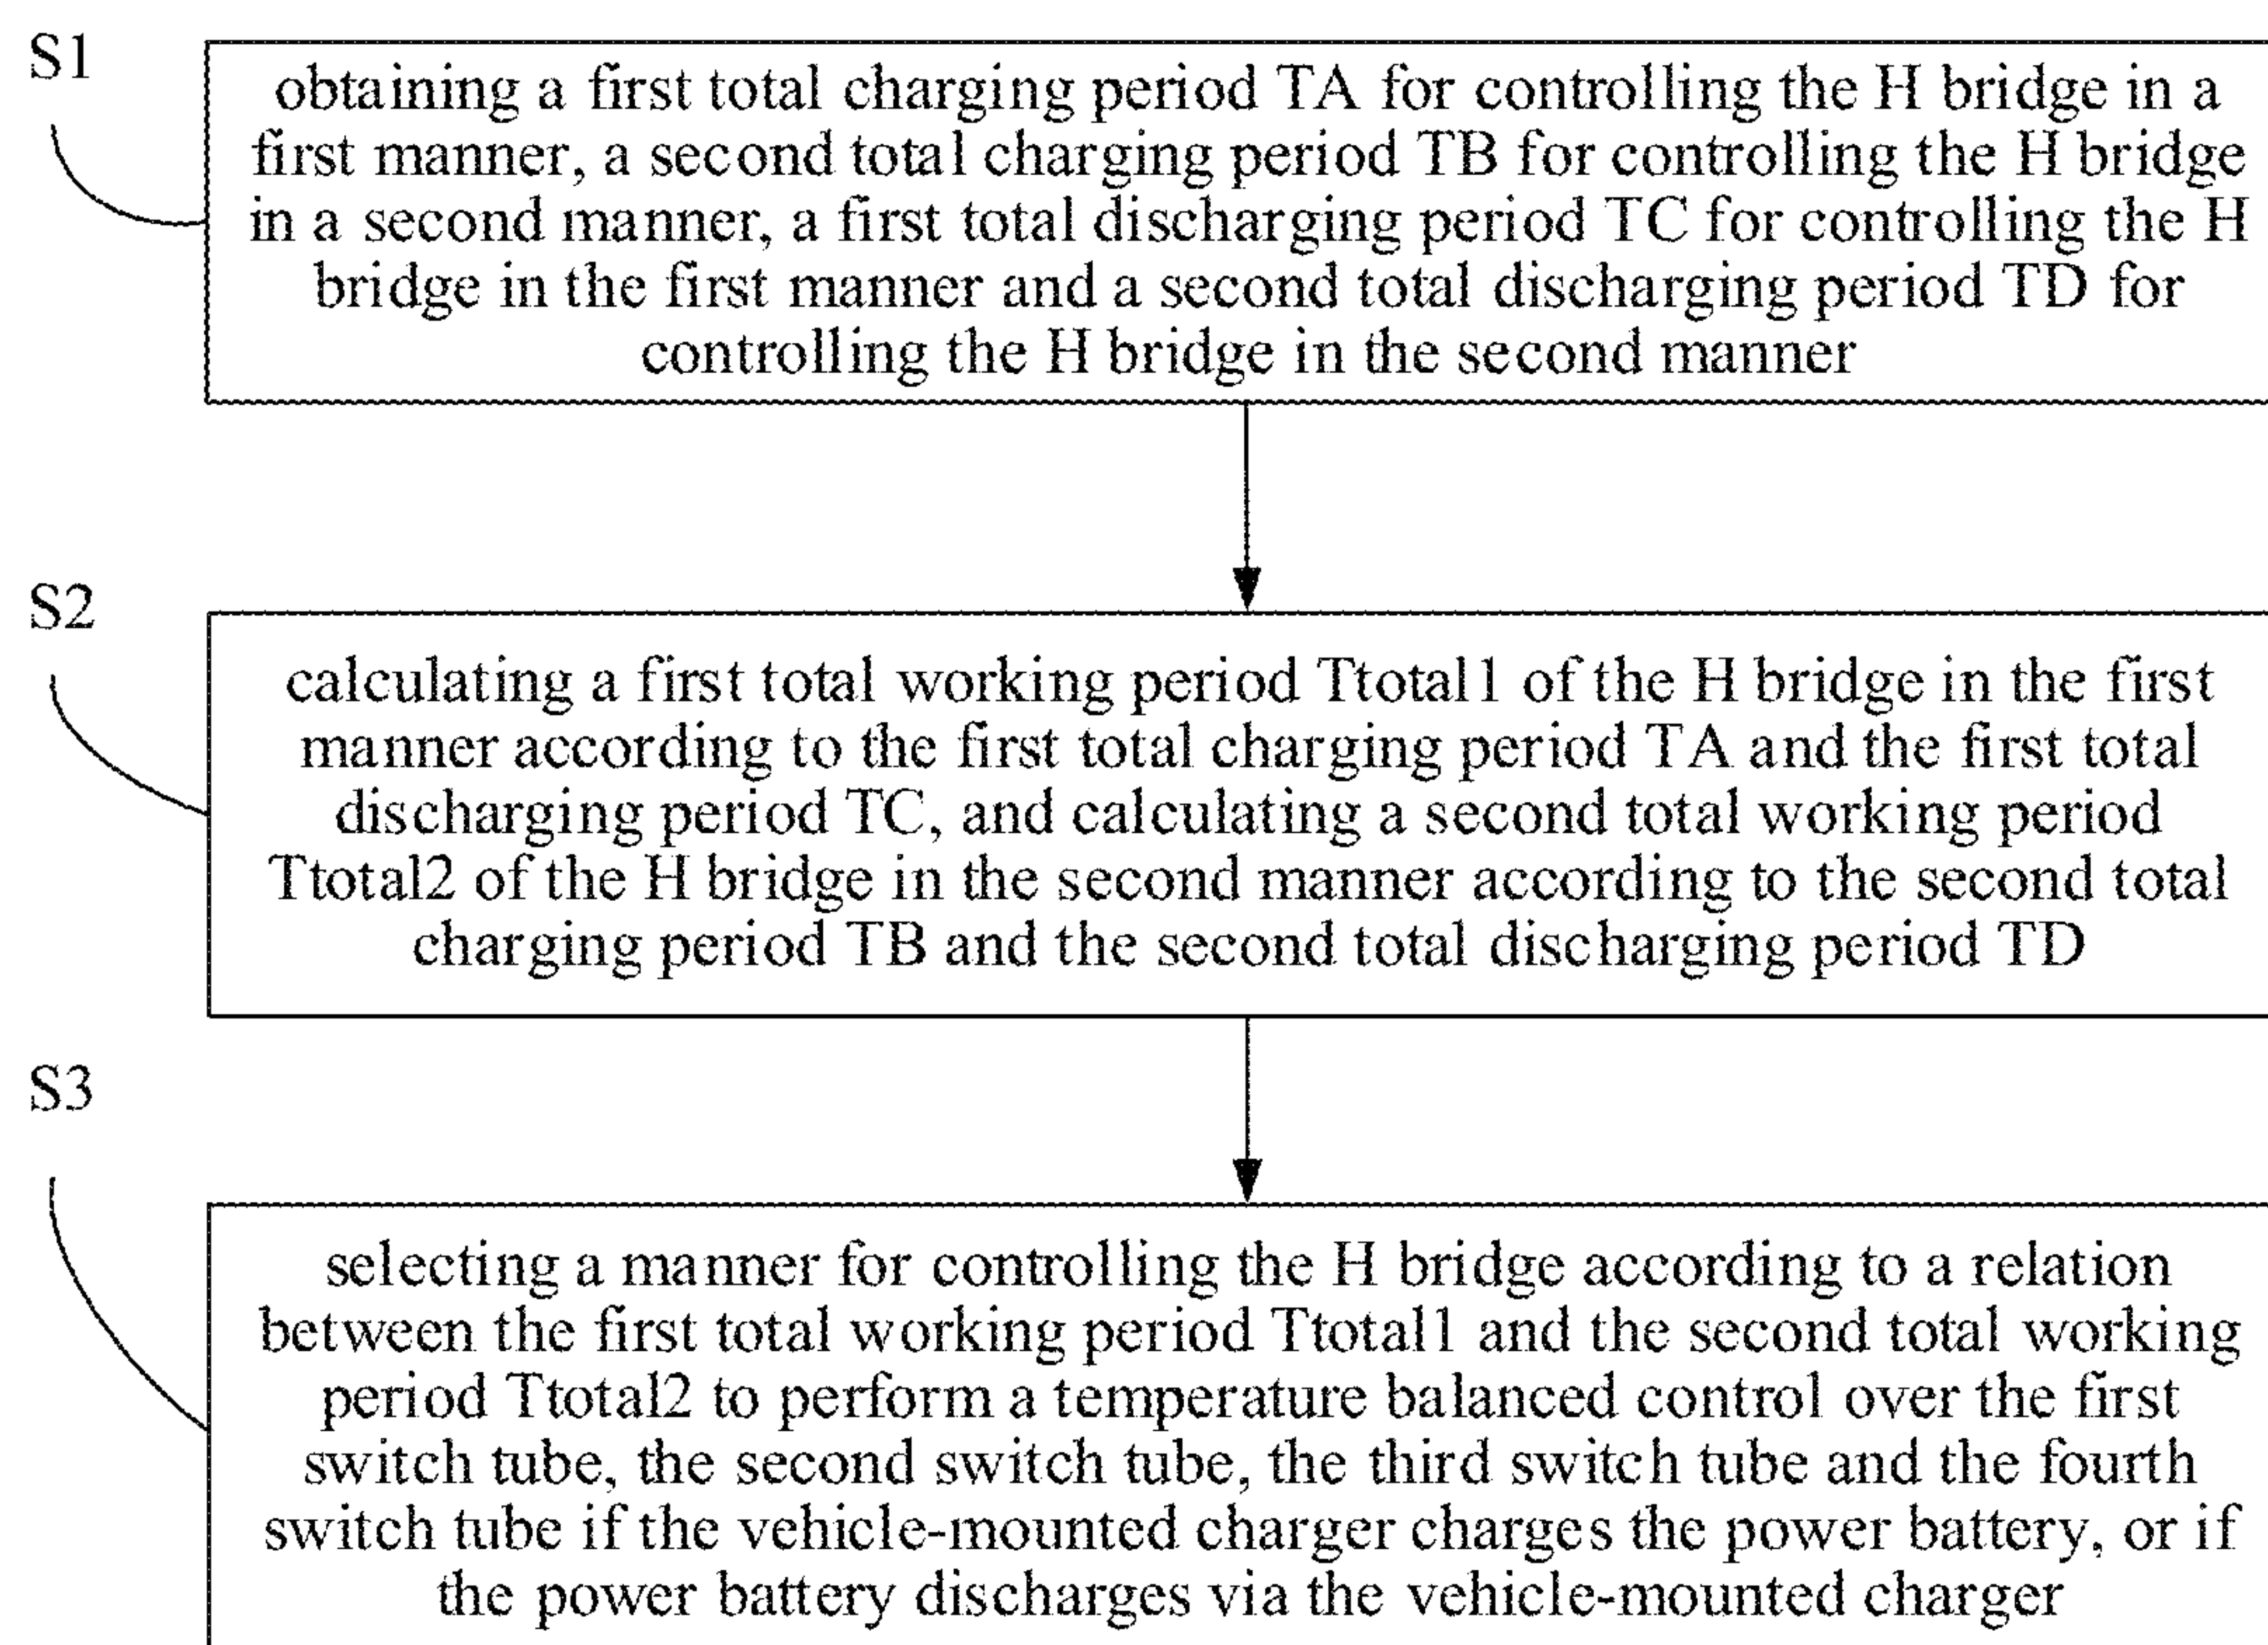 S1
obtaining a first total charging period TA for controlling the H bridge in a
first manner, a second total charging period TB for controlling the H bridge
in a second manner, a first total discharging period TC for controlling the H
bridge in the first manner and a second total discharging period TD for
controlling the H bridge in the second manner
S2
calculating a first total working period Ttotal1 of the H bridge in the first
manner according to the first total charging period TA and the first total
discharging period TC, and calculating a second total working period
Ttotal2 of the H bridge in the second manner according to the second total
charging period TB and the second total discharging period TD
S3
selecting a manner for controlling the H bridge according to a relation
between the first total working period Ttotal1 and the second total working
period Ttotal2 to perform a temperature balanced control over the first
switch tube, the second switch tube, the third switch tube and the fourth
switch tube if the vehicle-mounted charger charges the power battery, or if
the power battery discharges via the vehicle-mounted charger